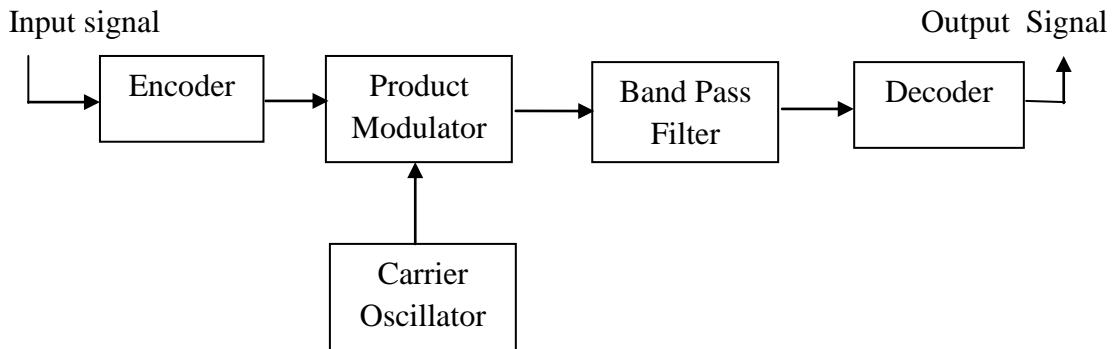 Input signal
Output Signal
Encoder
Product
Modulator
Band Pass
Filter
Decoder
Carrier
Oscillator